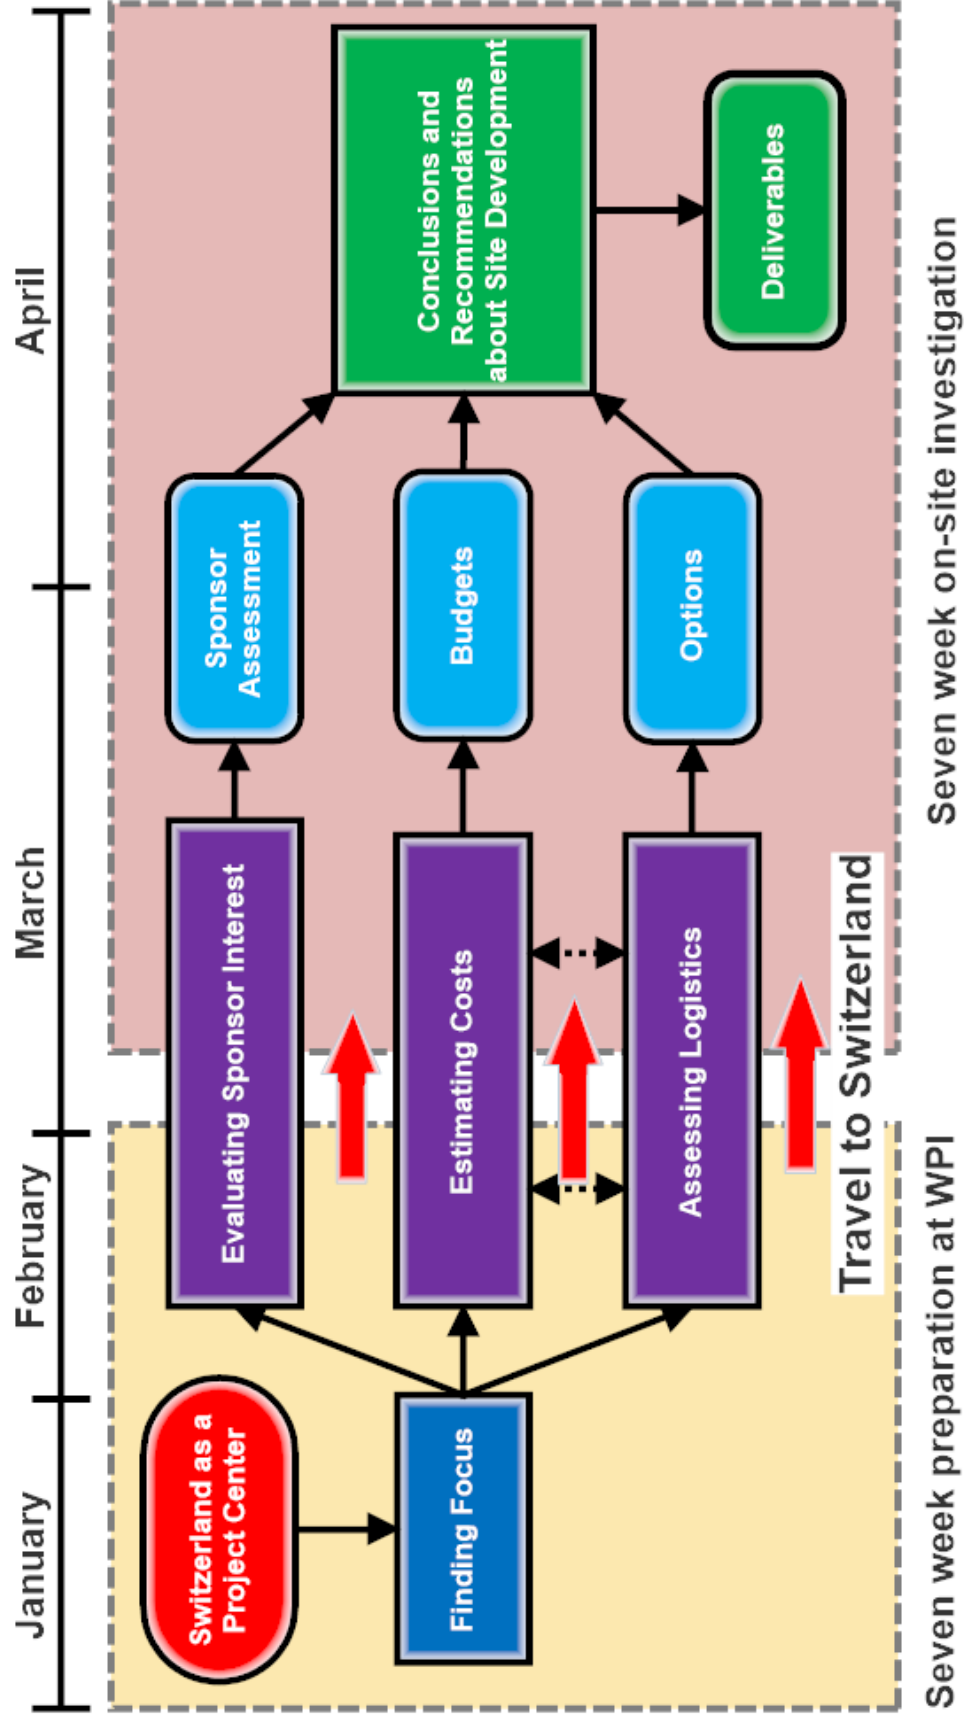 January
February
March
April
Switzerland as a
Project Center
Finding Focus
Evaluating Sponsor Interest
Estimating Costs
Assessing Logistics
Sponsor
Assessment
Budgets
Options
Conclusions and
Recommendations
about Site Development
Deliverables
Travel to Switzerland
Seven week preparation at WPI
Seven week on-site investigation